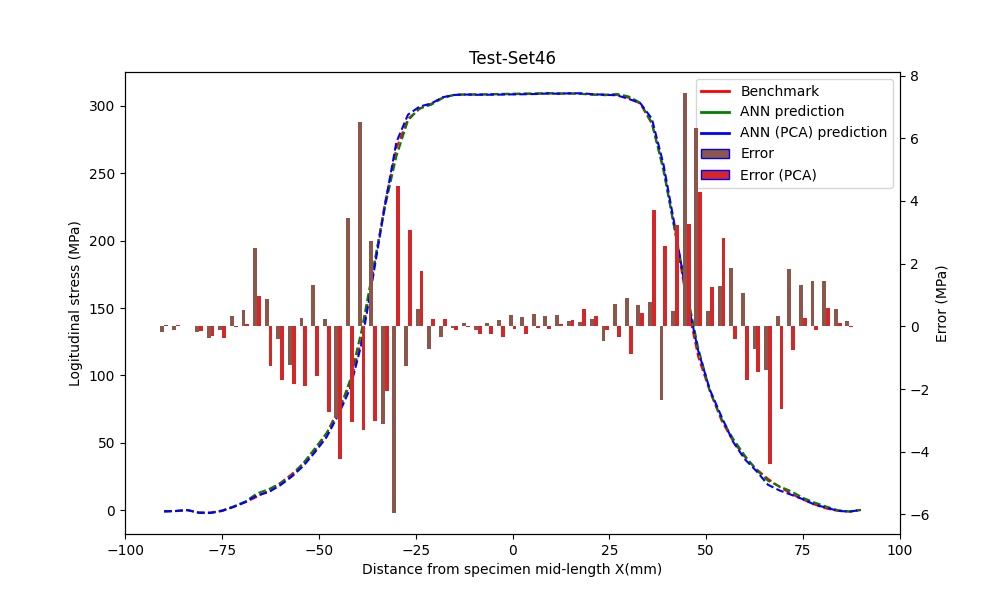 Test-Set46
Benchmark
ANN prediction
ANN (PCA) prediction
Error
Error (PCA)
Logitudinal stress (MPa)
300
250
200
150
100
50
0
8
6
4
2
0
−2
−4
−6
Error (MPa)
−100 −75 −50 −25 0 25 50 75 100
Distance from specimen mid-length X(mm)